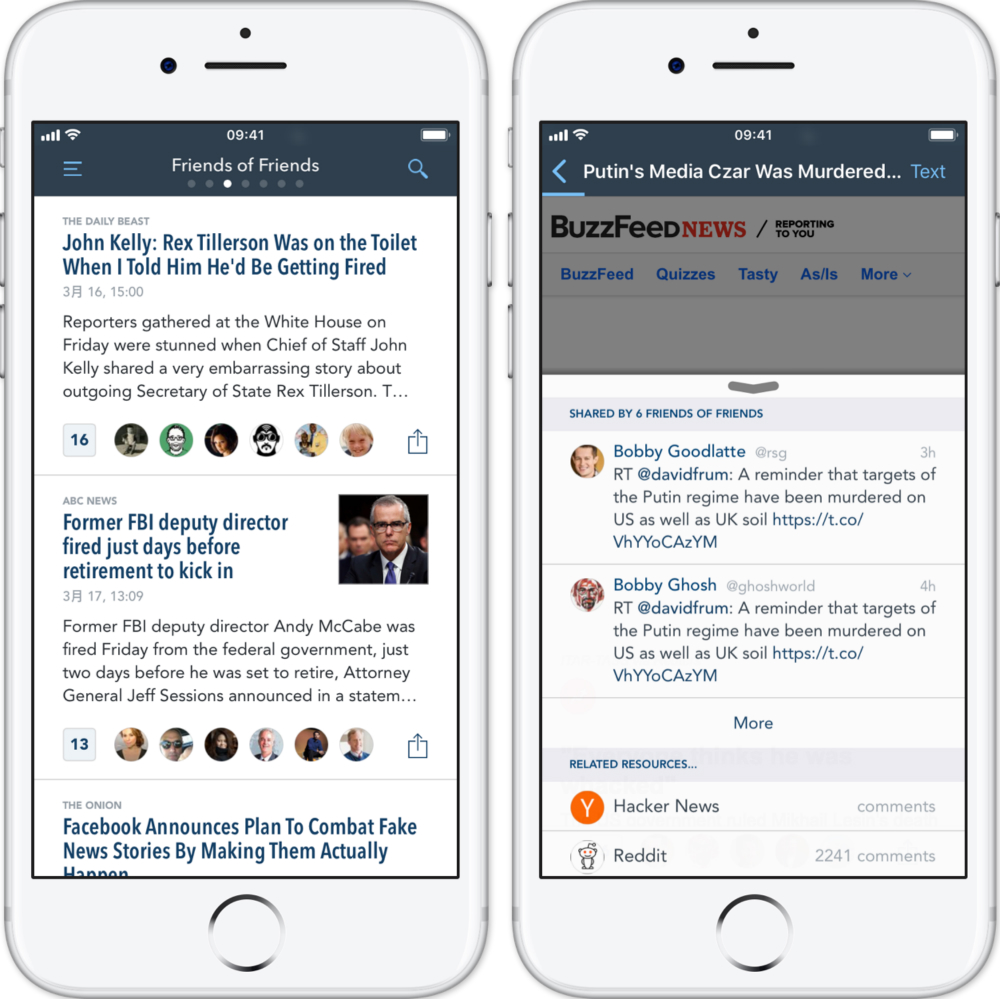 09:41
Friends of Friends
THE DAILY BEAST
John Kelly: Rex Tillerson Was on the Toilet
When I Told Him He'd Be Getting Fired
3月 16, 15:00
Reporters gathered at the White House on
Friday were stunned when Chief of Staff John
Kelly shared a very embarrassing story about
outgoing Secretary of State Rex Tillerson. T…
16
ABC NEWS
Former FBI deputy director
fired just days before
retirement to kick in
3月 17, 13:09
Former FBI deputy director Andy McCabe was
fired Friday from the federal government, just
two days before he was set to retire, Attorney
General Jeff Sessions announced in a statem…
13
THE ONION
Facebook Announces Plan To Combat Fake
News Stories By Making Them Actually
Happen
09:41
Putin's Media Czar Was Murdered... Text
BuzzFeed NEWS / REPORTING
TO YOU
BuzzFeed Quizzes Tasty As/Is More
SHARED BY 6 FRIENDS OF FRIENDS
Bobby Goodlatte @rsg 3h
RT @davidfrum: A reminder that targets of
the Putin regime have been murdered on
US as well as UK soil https://t.co/
VhYYoCAzYM
Bobby Ghosh @ghoshworld 4h
RT @davidfrum: A reminder that targets of
the Putin regime have been murdered on
US as well as UK soil https://t.co/
VhYYoCAzYM
More
RELATED RESOURCES...
Y Hacker News comments
Reddit 2241 comments